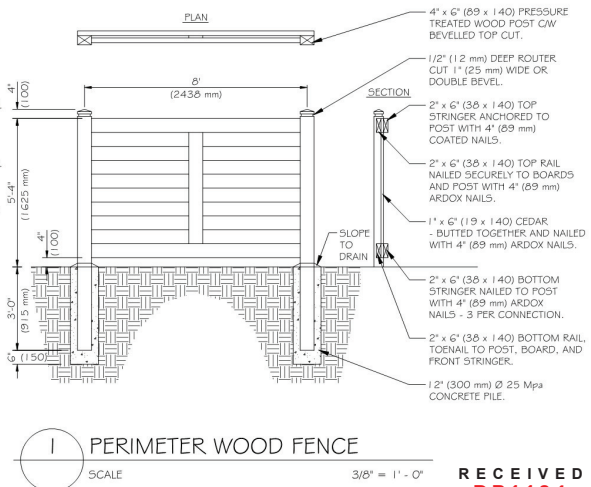 PLAN
4" x 6" (89 x 140) PRESSURE
TREATED WOOD POST C/W
BEVELLED TOP CUT.
1/2" (12 mm) DEEP ROUTER
CUT 1" (25 mm) WIDE OR
DOUBLE BEVEL.
4"
(100)
8'
(2438 mm)
SECTION
2" x 6" (38 x 140) TOP
STRINGER ANCHORED TO
POST WITH 4" (89 mm)
COATED NAILS.
2" x 6" (38 x 140) TOP RAIL
NAILED SECURELY TO BOARDS
AND POST WITH 4" (89 mm)
ARDOX NAILS.
5'-4"
(1625 mm)
1" x 6" (19 x 140) CEDAR
- BUTTED TOGETHER AND NAILED
WITH 4" (89 mm) ARDOX NAILS.
4"
(100)
SLOPE
TO
DRAIN
2" x 6" (38 x 140) BOTTOM
STRINGER NAILED TO POST
WITH 4" (89 mm) ARDOX
NAILS - 3 PER CONNECTION.
3'-0"
(915 mm)
2" x 6" (38 x 140) BOTTOM RAIL,
TOENAIL TO POST, BOARD, AND
FRONT STRINGER.
6" (150)
12" (300 mm) Ø 25 Mpa
CONCRETE PILE.
1 PERIMETER WOOD FENCE
SCALE 3/8" = 1' - 0"
RECEIVED